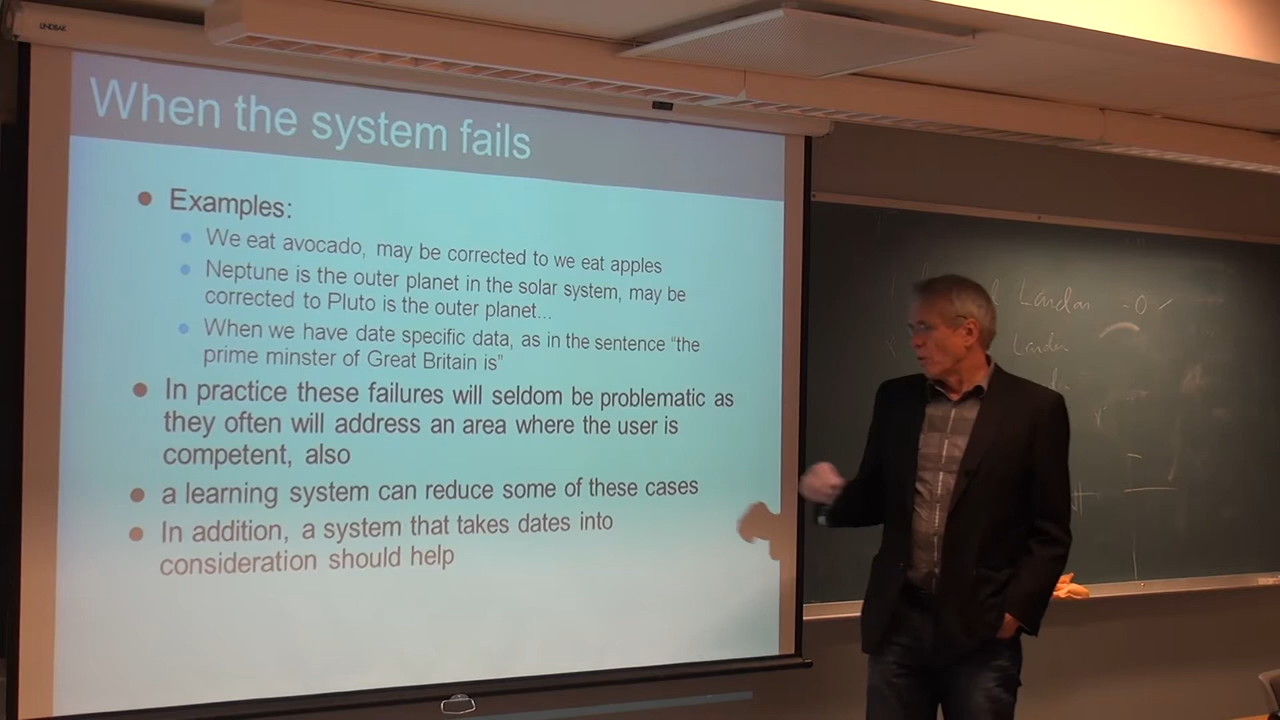 LINDBAK
When the system fails
Examples:
We eat avocado, may be corrected to we eat apples
Neptune is the outer planet in the solar system, may be
corrected to Pluto is the outer planet...
When we have date specific data, as in the sentence “the
prime minster of Great Britain is”
In practice these failures will seldom be problematic as
they often will address an area where the user is
competent, also
a learning system can reduce some of these cases
In addition, a system that takes dates into
consideration should help
Landon -0
Landon